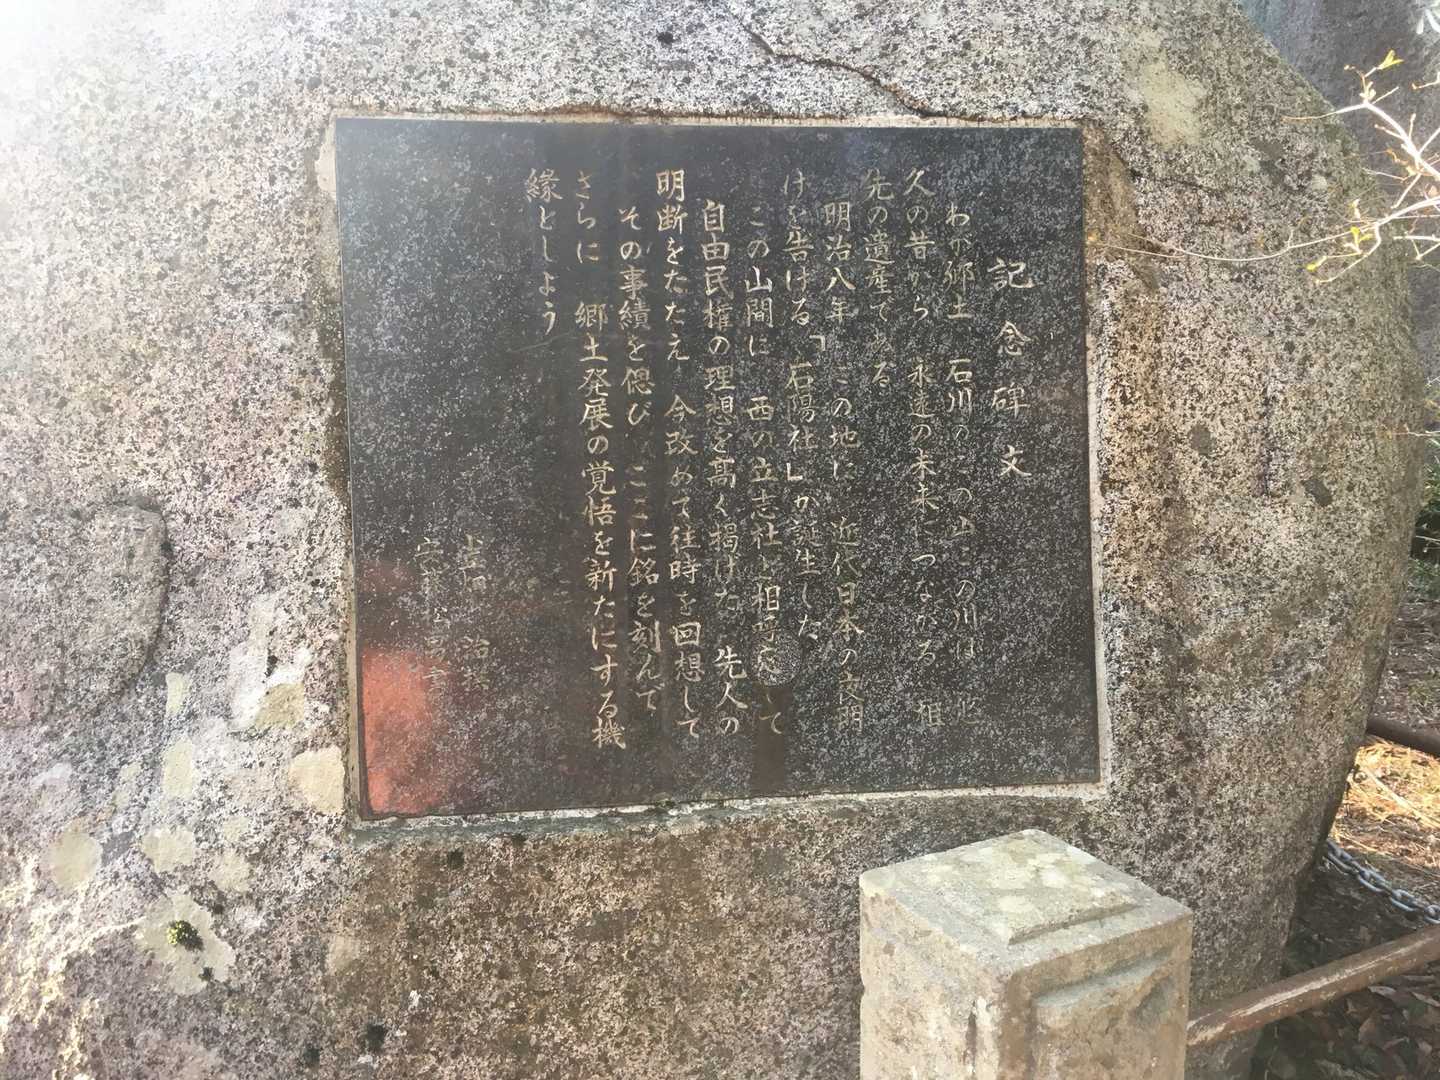 記念碑文
わが郷土 石川のこの山この川は 悠
久の昔から 永遠の未来につながる 祖
先の遺産である
明治八年 この地に 近代日本の夜明
けを告げる「石陽社」が誕生した
この山間に 西の立志社と相呼応して
自由民権の理想を高く掲げた 先人の
明断をたたえ 今改めて往時を回想して
その事績を偲び ここに銘を刻んで
さらに 郷土発展の覚悟を新たにする機
縁としよう
治
書